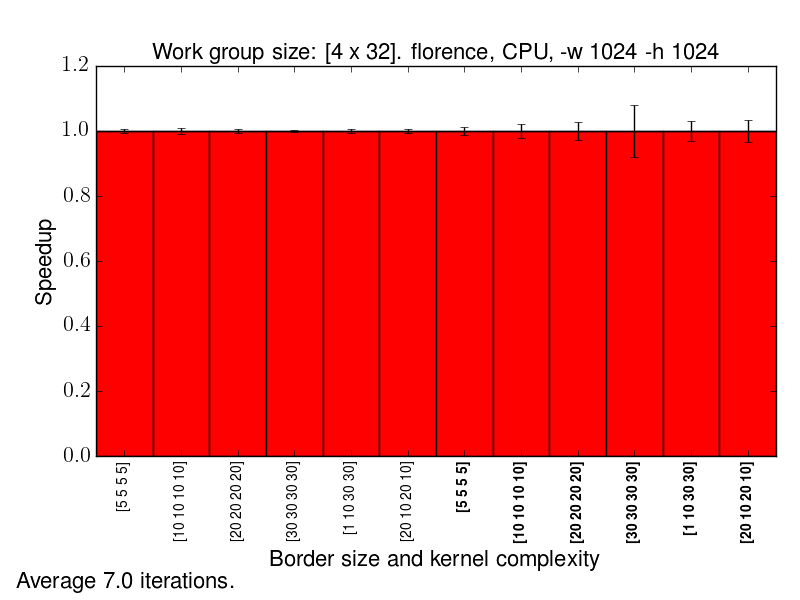 Work group size: [4 x 32]. florence, CPU, -w 1024 -h 1024
1.2
1.0
0.8
0.6
0.4
0.2
0.0
Speedup
[5 5 5 5]
[10 10 10 10]
[20 20 20 20]
[30 30 30 30]
[1 10 30 30]
[20 10 20 10]
[5 5 5 5]
[10 10 10 10]
[20 20 20 20]
[30 30 30 30]
[1 10 30 30]
[20 10 20 10]
Border size and kernel complexity
Average 7.0 iterations.